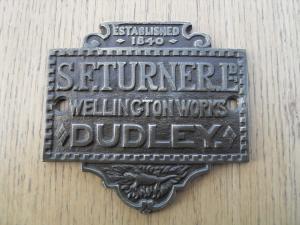 ESTABLISHED
1840
S.F.TURNER.LD
WELLINGTON WORKS
DUDLEY.